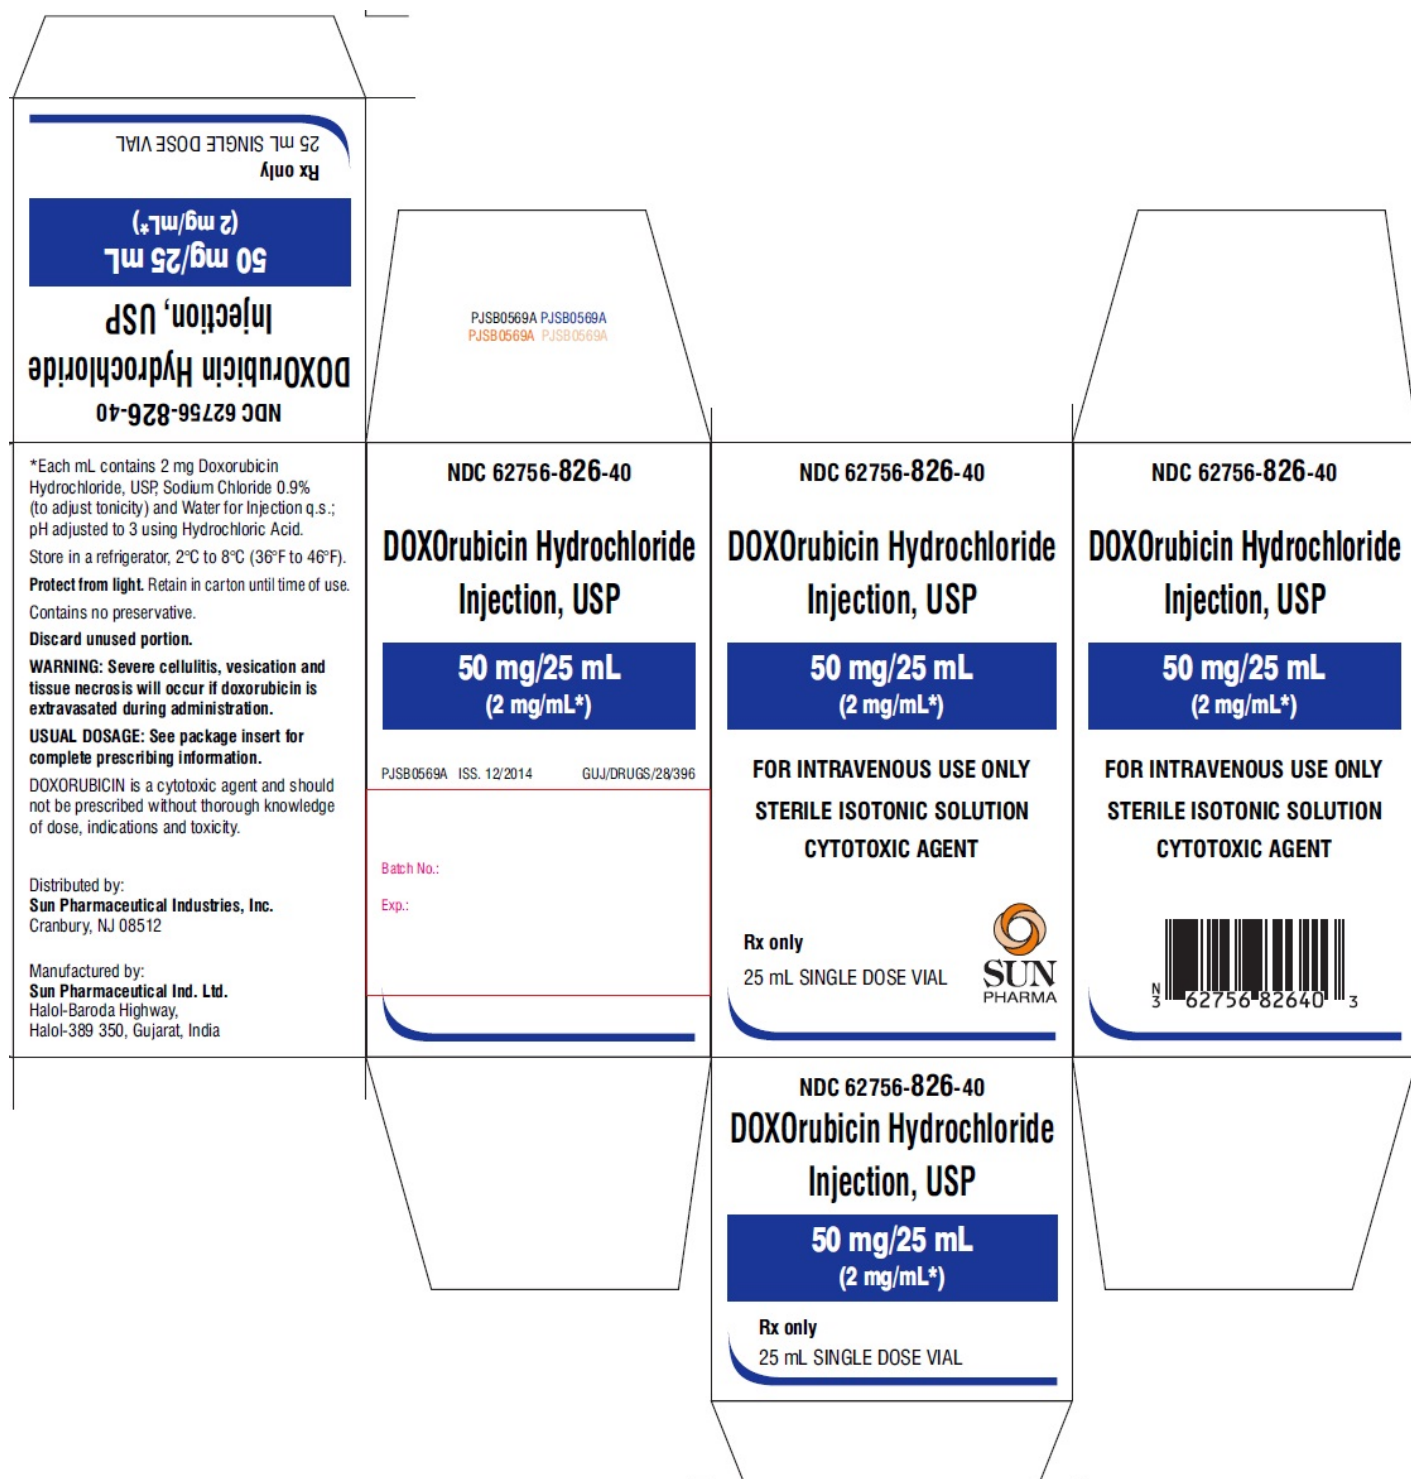 25 mL SINGLE DOSE VIAL
Rx only
50 mg/25 mL
(2 mg/mL*)
DOXOrubicin Hydrochloride
Injection, USP
NDC 62756-826-40
PJSB0569A PJSB0569A
PJSB0569A PJSB0569A
*Each mL contains 2 mg Doxorubicin
Hydrochloride, USP, Sodium Chloride 0.9%
(to adjust tonicity) and Water for Injection q.s.;
pH adjusted to 3 using Hydrochloric Acid.
Store in a refrigerator, 2°C to 8°C (36°F to 46°F).
Protect from light. Retain in carton until time of use.
Contains no preservative.
Discard unused portion.
WARNING: Severe cellulitis, vesication and
tissue necrosis will occur if doxorubicin is
extravasated during administration.
USUAL DOSAGE: See package insert for
complete prescribing information.
DOXORUBICIN is a cytotoxic agent and should
not be prescribed without thorough knowledge
of dose, indications and toxicity.
Distributed by:
Sun Pharmaceutical Industries, Inc.
Cranbury, NJ 08512
Manufactured by:
Sun Pharmaceutical Ind. Ltd.
Halol-Baroda Highway,
Halol-389 350, Gujarat, India
NDC 62756-826-40
DOXOrubicin Hydrochloride
Injection, USP
50 mg/25 mL
(2 mg/mL*)
PJSB0569A ISS. 12/2014 GUJ/DRUGS/28/396
Batch No.:
Exp.:
NDC 62756-826-40
DOXOrubicin Hydrochloride
Injection, USP
50 mg/25 mL
(2 mg/mL*)
FOR INTRAVENOUS USE ONLY
STERILE ISOTONIC SOLUTION
CYTOTOXIC AGENT
Rx only
25 mL SINGLE DOSE VIAL
SUN
PHARMA
NDC 62756-826-40
DOXOrubicin Hydrochloride
Injection, USP
50 mg/25 mL
(2 mg/mL*)
FOR INTRAVENOUS USE ONLY
STERILE ISOTONIC SOLUTION
CYTOTOXIC AGENT
N
3 62756 82640 3
NDC 62756-826-40
DOXOrubicin Hydrochloride
Injection, USP
50 mg/25 mL
(2 mg/mL*)
Rx only
25 mL SINGLE DOSE VIAL